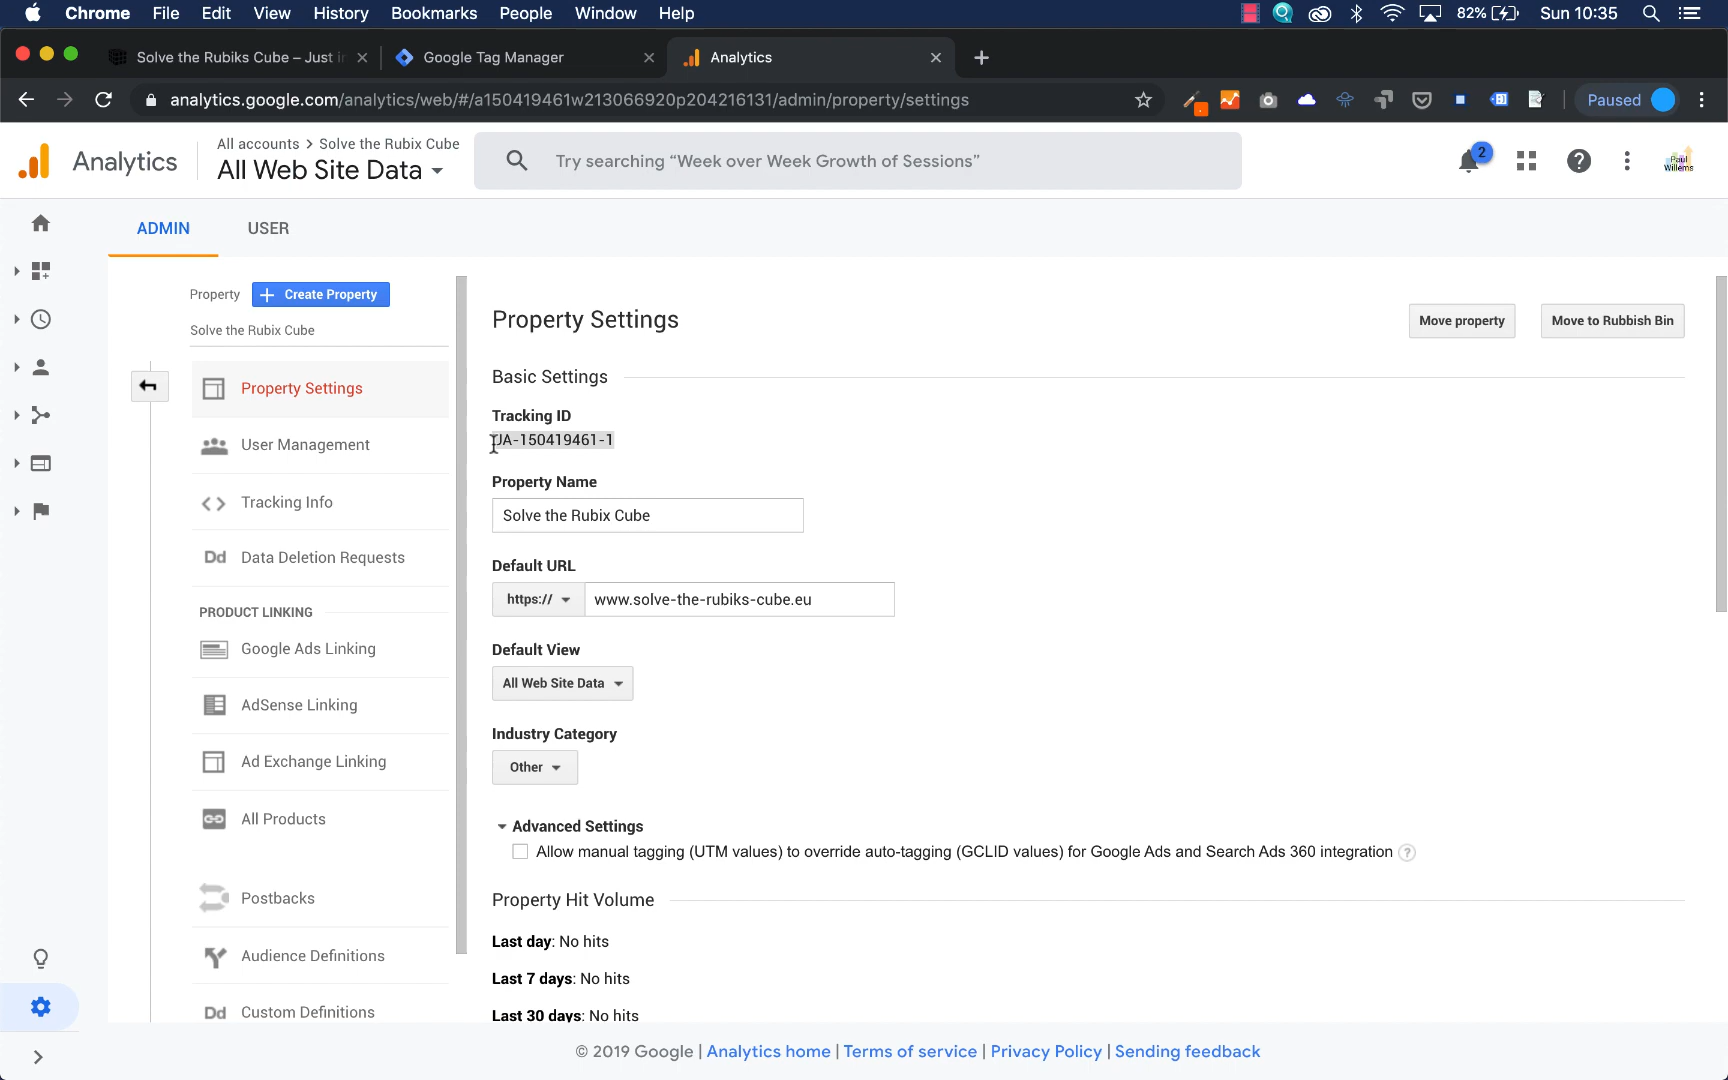 Chrome File Edit View History Bookmarks People Window Help 82% Sun 10:35
Solve the Rubiks Cube – Just in Google Tag Manager Analytics
analytics.google.com/analytics/web/#/a150419461w213066920p204216131/admin/property/settings Paused
Analytics
All accounts > Solve the Rubix Cube
All Web Site Data
Try searching “Week over Week Growth of Sessions”
2
Paul Willems
ADMIN USER
Property + Create Property
Solve the Rubix Cube
Property Settings
User Management
Tracking Info
Dd Data Deletion Requests
PRODUCT LINKING
Google Ads Linking
AdSense Linking
Ad Exchange Linking
All Products
Postbacks
Audience Definitions
Dd Custom Definitions
Property Settings
Move property Move to Rubbish Bin
Basic Settings
Tracking ID
UA-150419461-1
Property Name
Solve the Rubix Cube
Default URL
https:// www.solve-the-rubiks-cube.eu
Default View
All Web Site Data
Industry Category
Other
Advanced Settings
Allow manual tagging (UTM values) to override auto-tagging (GCLID values) for Google Ads and Search Ads 360 integration ?
Property Hit Volume
Last day: No hits
Last 7 days: No hits
Last 30 days: No hits
© 2019 Google | Analytics home | Terms of service | Privacy Policy | Sending feedback